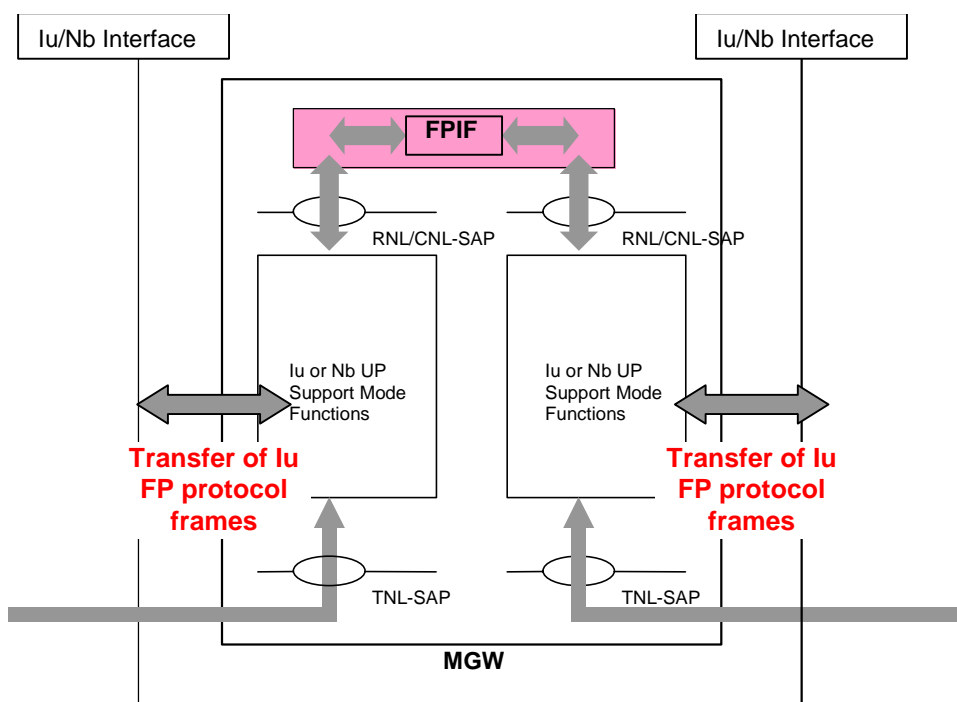 Iu/Nb Interface
Iu/Nb Interface
FPIF
RNL/CNL-SAP
RNL/CNL-SAP
Iu or Nb UP
Support Mode
Functions
Iu or Nb UP
Support Mode
Functions
Transfer of Iu
FP protocol
frames
Transfer of Iu
FP protocol
frames
TNL-SAP
TNL-SAP
MGW